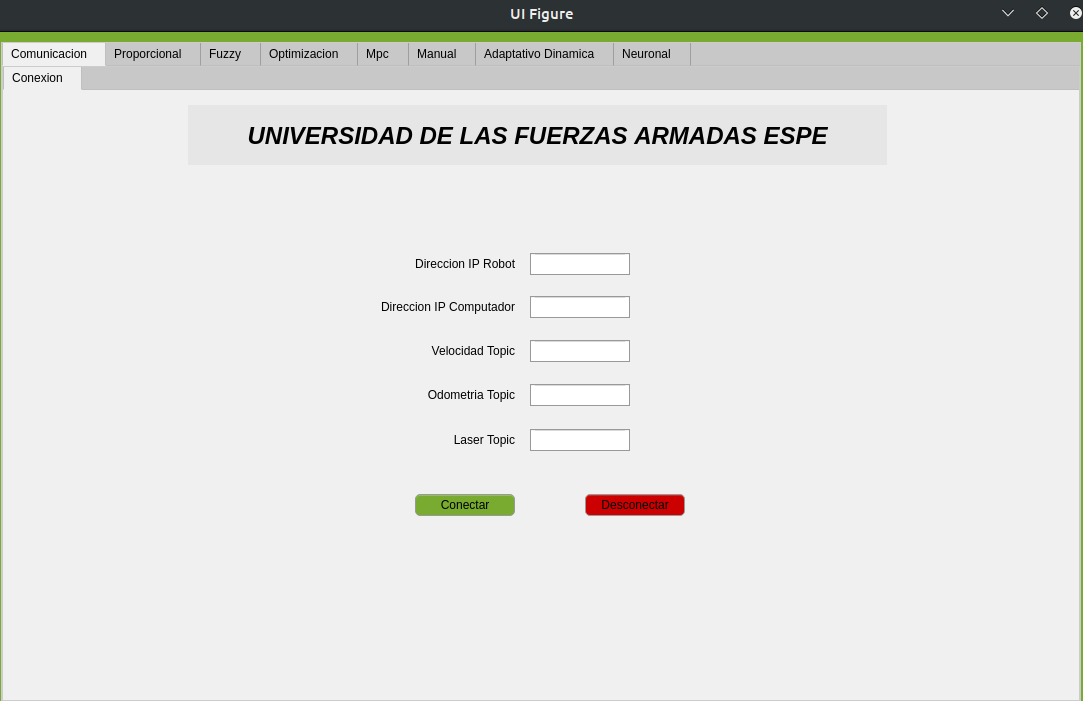 UI Figure
Comunicacion Proporcional Fuzzy Optimizacion Mpc Manual Adaptativo Dinamica Neuronal
Conexion
UNIVERSIDAD DE LAS FUERZAS ARMADAS ESPE
Direccion IP Robot
Direccion IP Computador
Velocidad Topic
Odometria Topic
Laser Topic
Conectar Desconectar